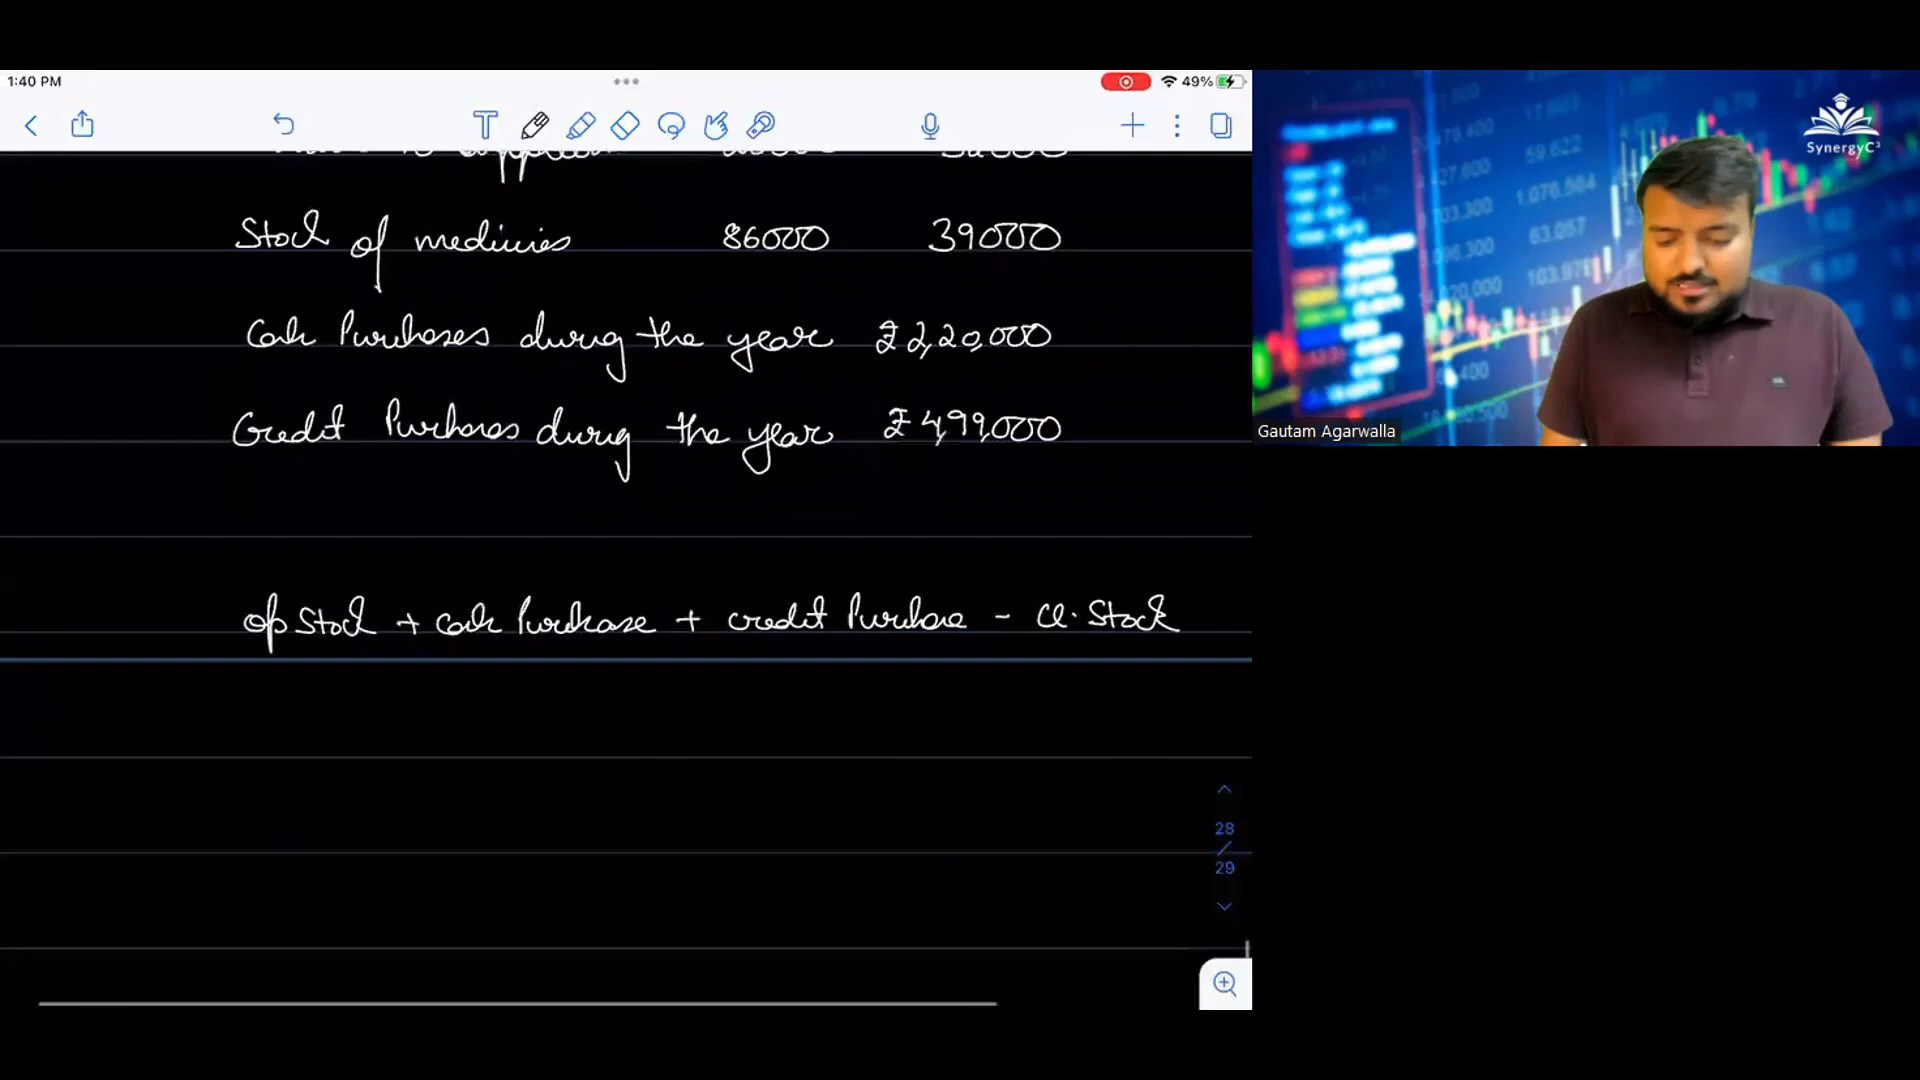 1:40 PM
49%
SynergyC³
Stock of medicines 86000 39000
Cash Purchases during the year ₹2,20,000
Credit Purchases during the year ₹4,99,000
Gautam Agarwalla
op Stock + cash Purchase + credit Purchase - Cl. Stock
28
29